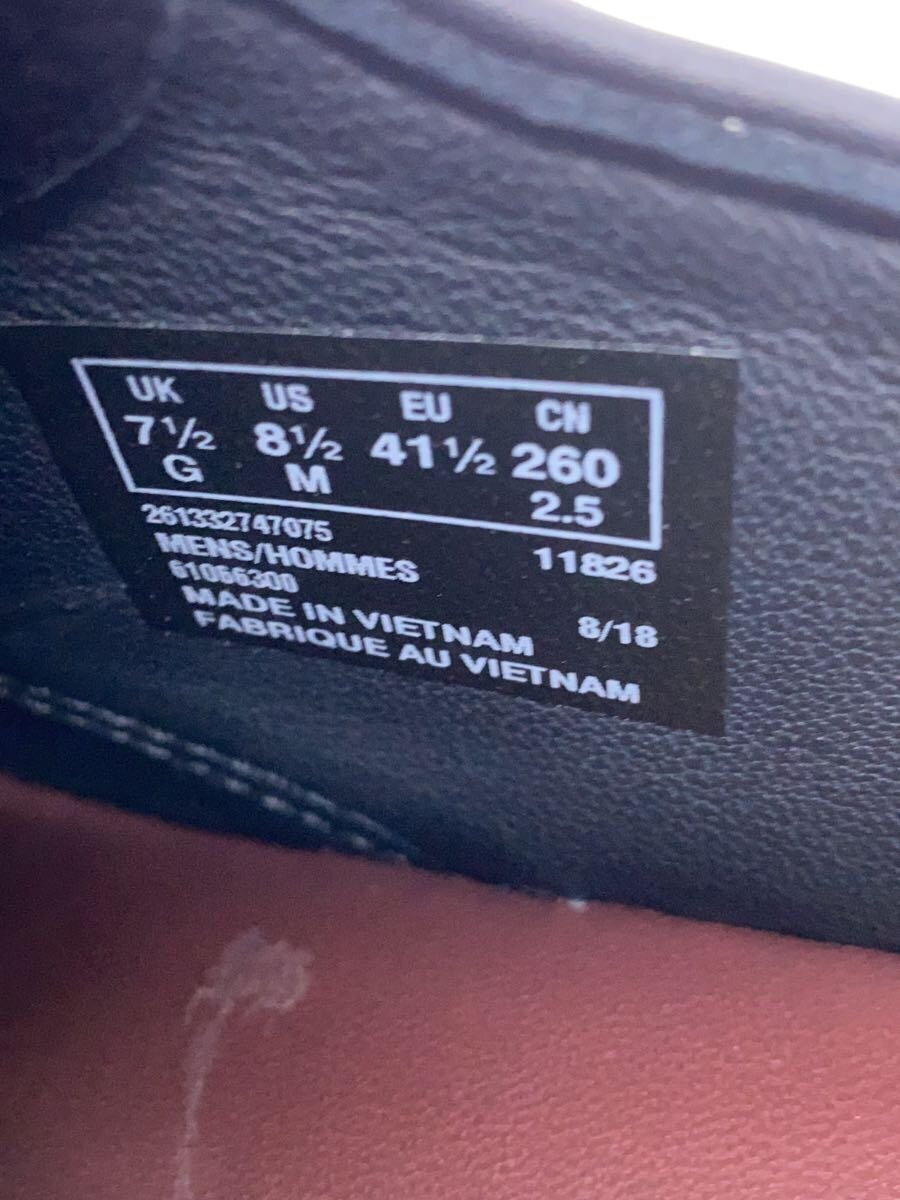 UK US EU CN
7½ 8½ 41½ 260
G M 2.5
261332747075
MENS/HOMMES 11826
61066300
MADE IN VIETNAM 8/18
FABRIQUE AU VIETNAM